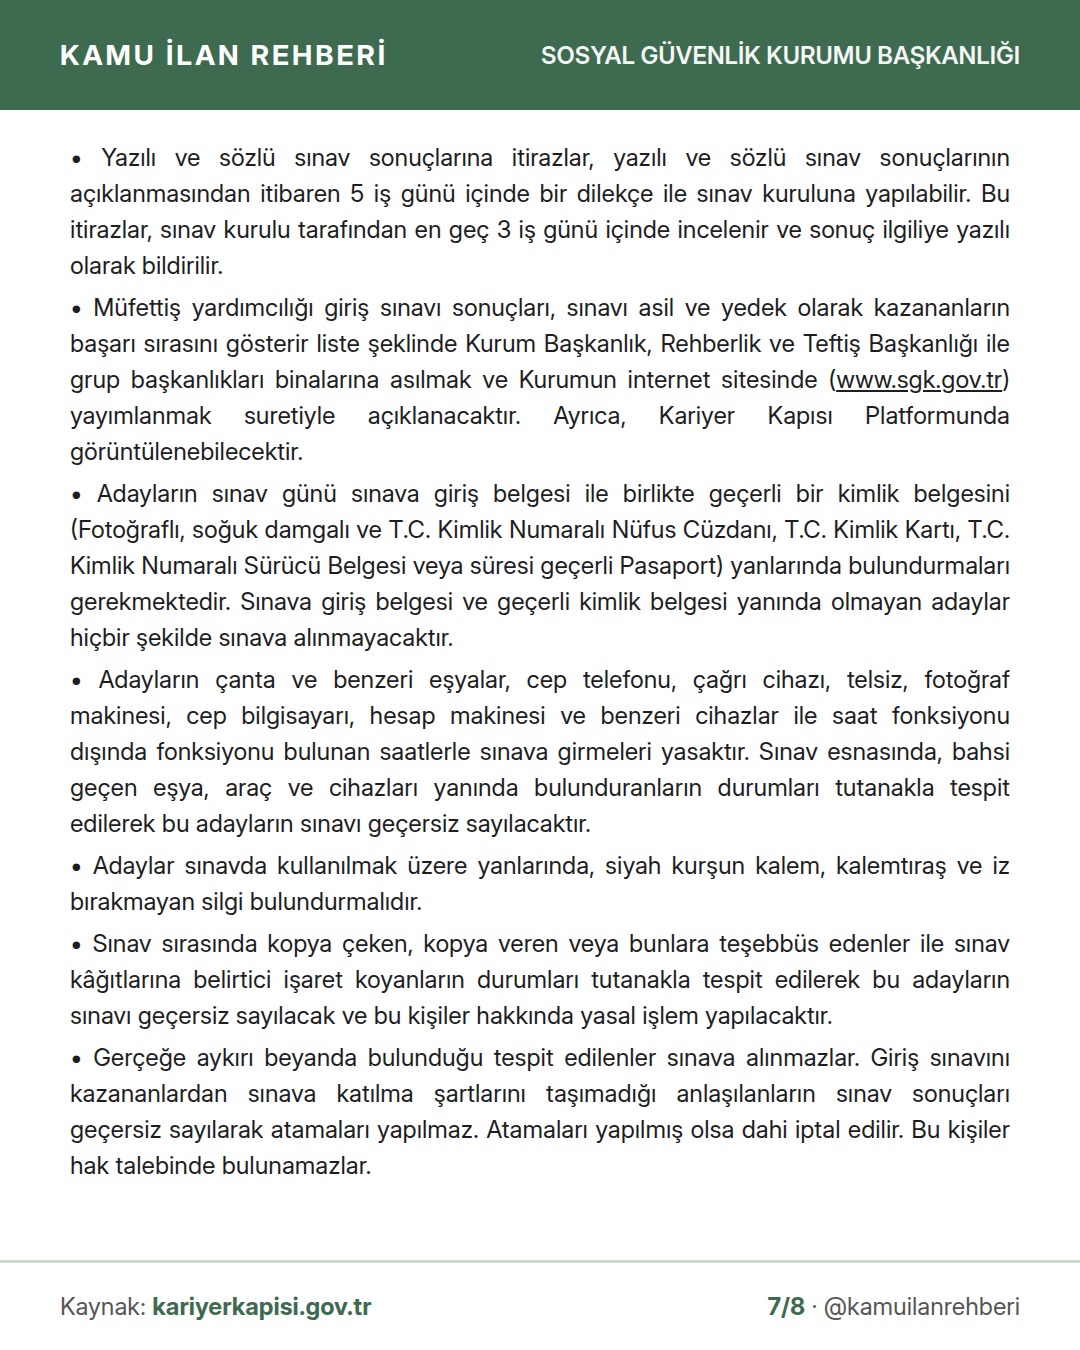 KAMU İLAN REHBERİ
SOSYAL GÜVENLİK KURUMU BAŞKANLIĞI
• Yazılı ve sözlü sınav sonuçlarına itirazlar, yazılı ve sözlü sınav sonuçlarının
açıklanmasından itibaren 5 iş günü içinde bir dilekçe ile sınav kuruluna yapılabilir. Bu
itirazlar, sınav kurulu tarafından en geç 3 iş günü içinde incelenir ve sonuç ilgiliye yazılı
olarak bildirilir.
• Müfettiş yardımcılığı giriş sınavı sonuçları, sınavı asil ve yedek olarak kazananların
başarı sırasını gösterir liste şeklinde Kurum Başkanlık, Rehberlik ve Teftiş Başkanlığı ile
grup başkanlıkları binalarına asılmak ve Kurumun internet sitesinde (www.sgk.gov.tr)
yayımlanmak suretiyle açıklanacaktır. Ayrıca, Kariyer Kapısı Platformunda
görüntülenebilecektir.
• Adayların sınav günü sınava giriş belgesi ile birlikte geçerli bir kimlik belgesini
(Fotoğraflı, soğuk damgalı ve T.C. Kimlik Numaralı Nüfus Cüzdanı, T.C. Kimlik Kartı, T.C.
Kimlik Numaralı Sürücü Belgesi veya süresi geçerli Pasaport) yanlarında bulundurmaları
gerekmektedir. Sınava giriş belgesi ve geçerli kimlik belgesi yanında olmayan adaylar
hiçbir şekilde sınava alınmayacaktır.
• Adayların çanta ve benzeri eşyalar, cep telefonu, çağrı cihazı, telsiz, fotoğraf
makinesi, cep bilgisayarı, hesap makinesi ve benzeri cihazlar ile saat fonksiyonu
dışında fonksiyonu bulunan saatlerle sınava girmeleri yasaktır. Sınav esnasında, bahsi
geçen eşya, araç ve cihazları yanında bulunduranların durumları tutanakla tespit
edilerek bu adayların sınavı geçersiz sayılacaktır.
• Adaylar sınavda kullanılmak üzere yanlarında, siyah kurşun kalem, kalemtıraş ve iz
bırakmayan silgi bulundurmalıdır.
• Sınav sırasında kopya çeken, kopya veren veya bunlara teşebbüs edenler ile sınav
kâğıtlarına belirtici işaret koyanların durumları tutanakla tespit edilerek bu adayların
sınavı geçersiz sayılacak ve bu kişiler hakkında yasal işlem yapılacaktır.
• Gerçeğe aykırı beyanda bulunduğu tespit edilenler sınava alınmazlar. Giriş sınavını
kazananlardan sınava katılma şartlarını taşımadığı anlaşılanların sınav sonuçları
geçersiz sayılarak atamaları yapılmaz. Atamaları yapılmış olsa dahi iptal edilir. Bu kişiler
hak talebinde bulunamazlar.
Kaynak: kariyerkapisi.gov.tr
7/8 · @kamuilanrehberi